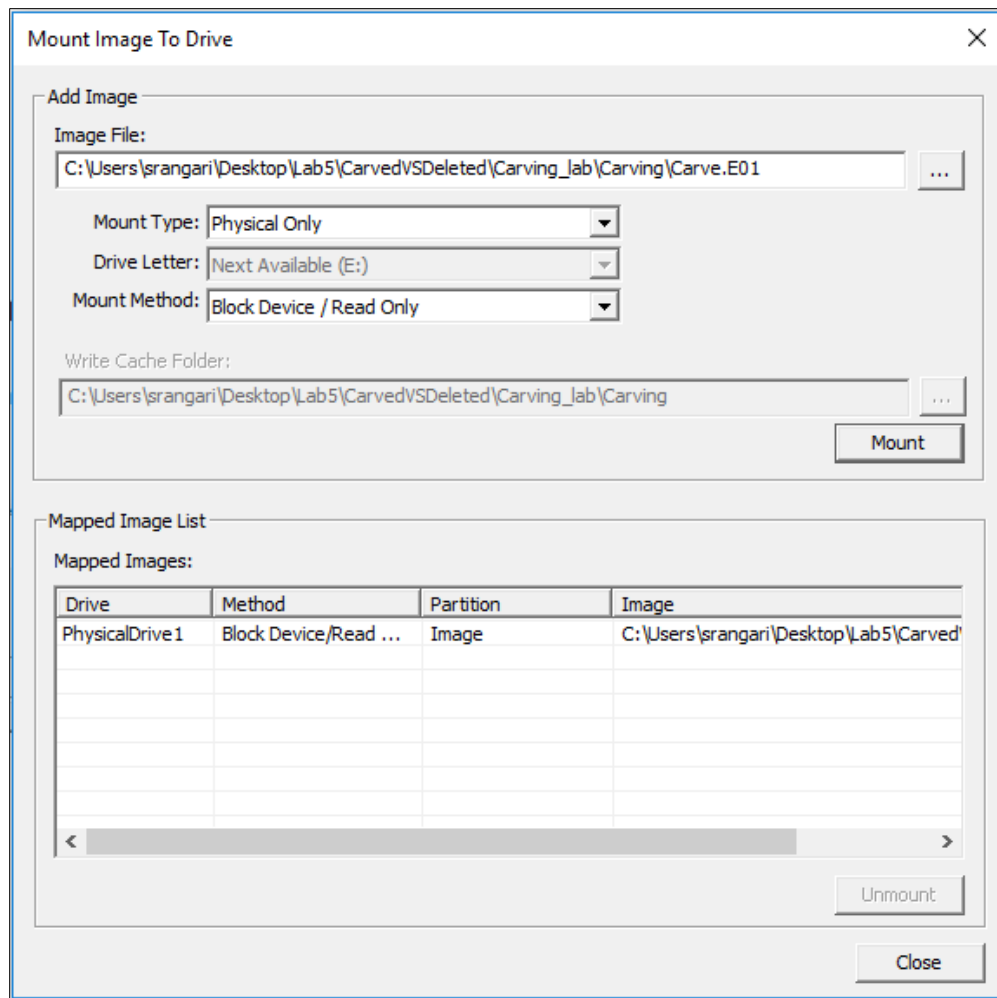 Mount Image To Drive
Add Image
Image File:
C:\Users\srangari\Desktop\Lab5\CarvedVSDeleted\Carving_lab\Carving\Carve.E01
...
Mount Type: Physical Only
Drive Letter: Next Available (E:)
Mount Method: Block Device / Read Only
Write Cache Folder:
C:\Users\srangari\Desktop\Lab5\CarvedVSDeleted\Carving_lab\Carving
...
Mount
Mapped Image List
Mapped Images:
Drive Method Partition Image
PhysicalDrive1 Block Device/Read ... Image C:\Users\srangari\Desktop\Lab5\Carved
Unmount
Close